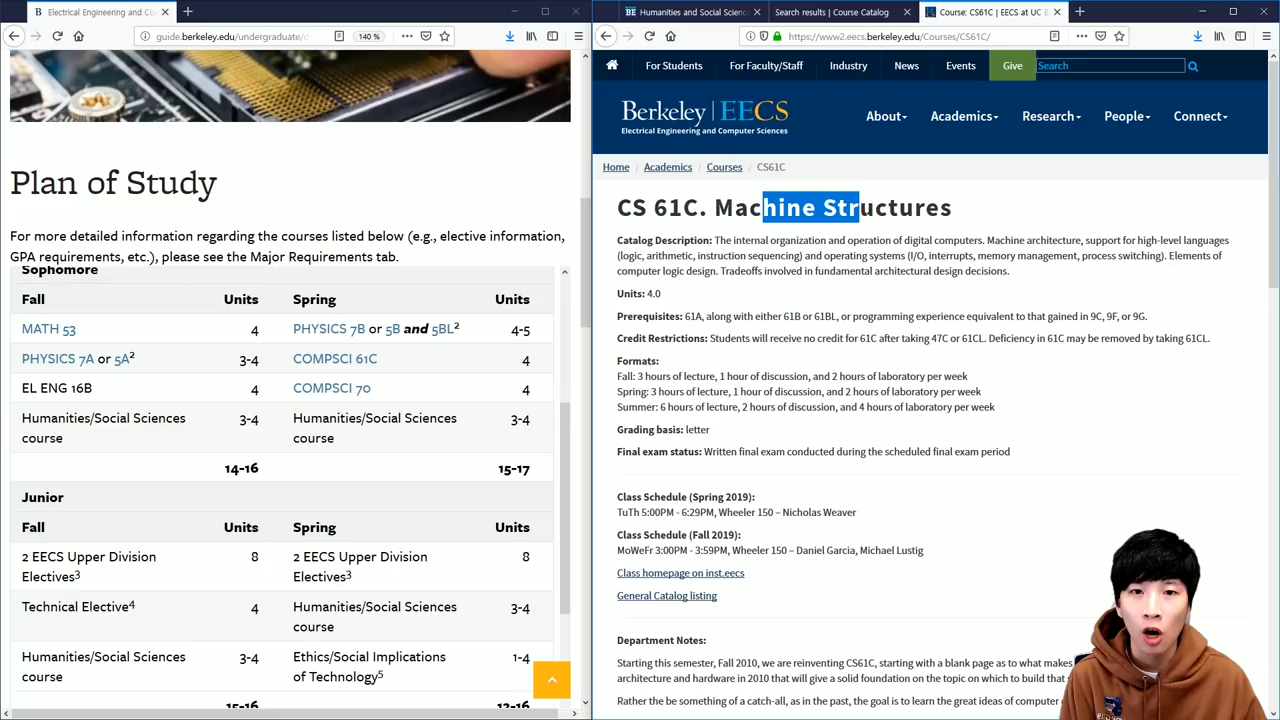 Electrical Engineering and Comput
guide.berkeley.edu/undergraduate/d
140 %
Plan of Study
For more detailed information regarding the courses listed below (e.g., elective information,
GPA requirements, etc.), please see the Major Requirements tab.
Sophomore
Fall Units Spring Units
MATH 53 4 PHYSICS 7B or 5B and 5BL2 4-5
PHYSICS 7A or 5A2 3-4 COMPSCI 61C 4
EL ENG 16B 4 COMPSCI 70 4
Humanities/Social Sciences 3-4 Humanities/Social Sciences 3-4
course course
14-16 15-17
Junior
Fall Units Spring Units
2 EECS Upper Division 8 2 EECS Upper Division 8
Electives3 Electives3
Technical Elective4 4 Humanities/Social Sciences 3-4
course
Humanities/Social Sciences 3-4 Ethics/Social Implications 1-4
course of Technology5
15-16 12-16
Humanities and Social Scienc
Search results | Course Catalog
Course: CS61C | EECS at UC B
https://www2.eecs.berkeley.edu/Courses/CS61C/
For Students For Faculty/Staff Industry News Events Give Search
Berkeley | EECS
Electrical Engineering and Computer Sciences
About Academics Research People Connect
Home / Academics / Courses / CS61C
CS 61C. Machine Structures
Catalog Description: The internal organization and operation of digital computers. Machine architecture, support for high-level languages
(logic, arithmetic, instruction sequencing) and operating systems (I/O, interrupts, memory management, process switching). Elements of
computer logic design. Tradeoffs involved in fundamental architectural design decisions.
Units: 4.0
Prerequisites: 61A, along with either 61B or 61BL, or programming experience equivalent to that gained in 9C, 9F, or 9G.
Credit Restrictions: Students will receive no credit for 61C after taking 47C or 61CL. Deficiency in 61C may be removed by taking 61CL.
Formats:
Fall: 3 hours of lecture, 1 hour of discussion, and 2 hours of laboratory per week
Spring: 3 hours of lecture, 1 hour of discussion, and 2 hours of laboratory per week
Summer: 6 hours of lecture, 2 hours of discussion, and 4 hours of laboratory per week
Grading basis: letter
Final exam status: Written final exam conducted during the scheduled final exam period
Class Schedule (Spring 2019):
TuTh 5:00PM - 6:29PM, Wheeler 150 – Nicholas Weaver
Class Schedule (Fall 2019):
MoWeFr 3:00PM - 3:59PM, Wheeler 150 – Daniel Garcia, Michael Lustig
Class homepage on inst.eecs
General Catalog listing
Department Notes:
Starting this semester, Fall 2010, we are reinventing CS61C, starting with a blank page as to what makes
architecture and hardware in 2010 that will give a solid foundation on the topic on which to build that
Rather the be something of a catch-all, as in the past, the goal is to learn the great ideas of computer